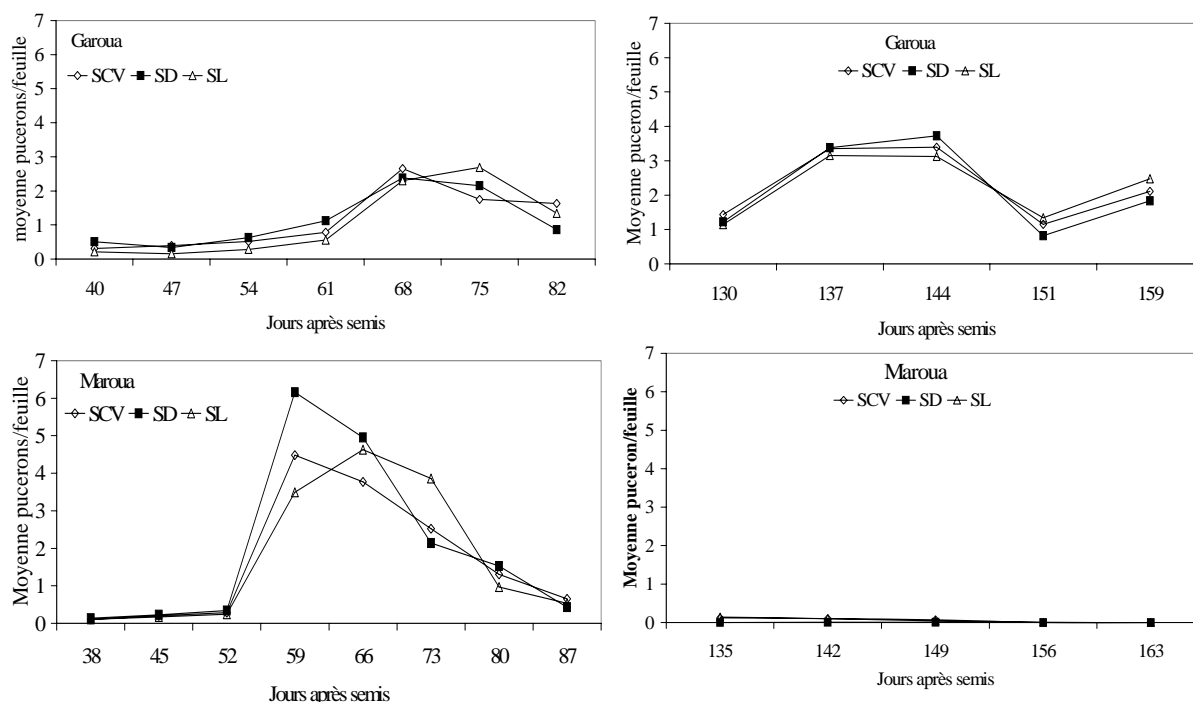 Garoua
SCV SD SL
moyenne pucerons/feuille
7
6
5
4
3
2
1
0
40 47 54 61 68 75 82
Jours après semis
Garoua
SCV SD SL
Moyenne puceron/feuille
7
6
5
4
3
2
1
0
130 137 144 151 159
Jours après semis
Maroua
SCV SD SL
Moyenne pucerons/feuille
7
6
5
4
3
2
1
0
38 45 52 59 66 73 80 87
Jours après semis
Maroua
SCV SD SL
Moyenne puceron/feuille
7
6
5
4
3
2
1
0
135 142 149 156 163
Jours après semis